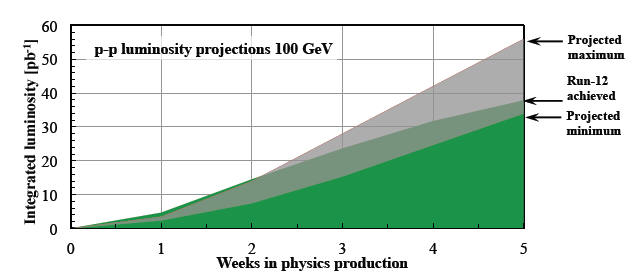 60
50
40
30
20
10
0
Integrated luminosity [pb⁻¹]
p-p luminosity projections 100 GeV
Projected
maximum
Run-12
achieved
Projected
minimum
0 1 2 3 4 5
Weeks in physics production